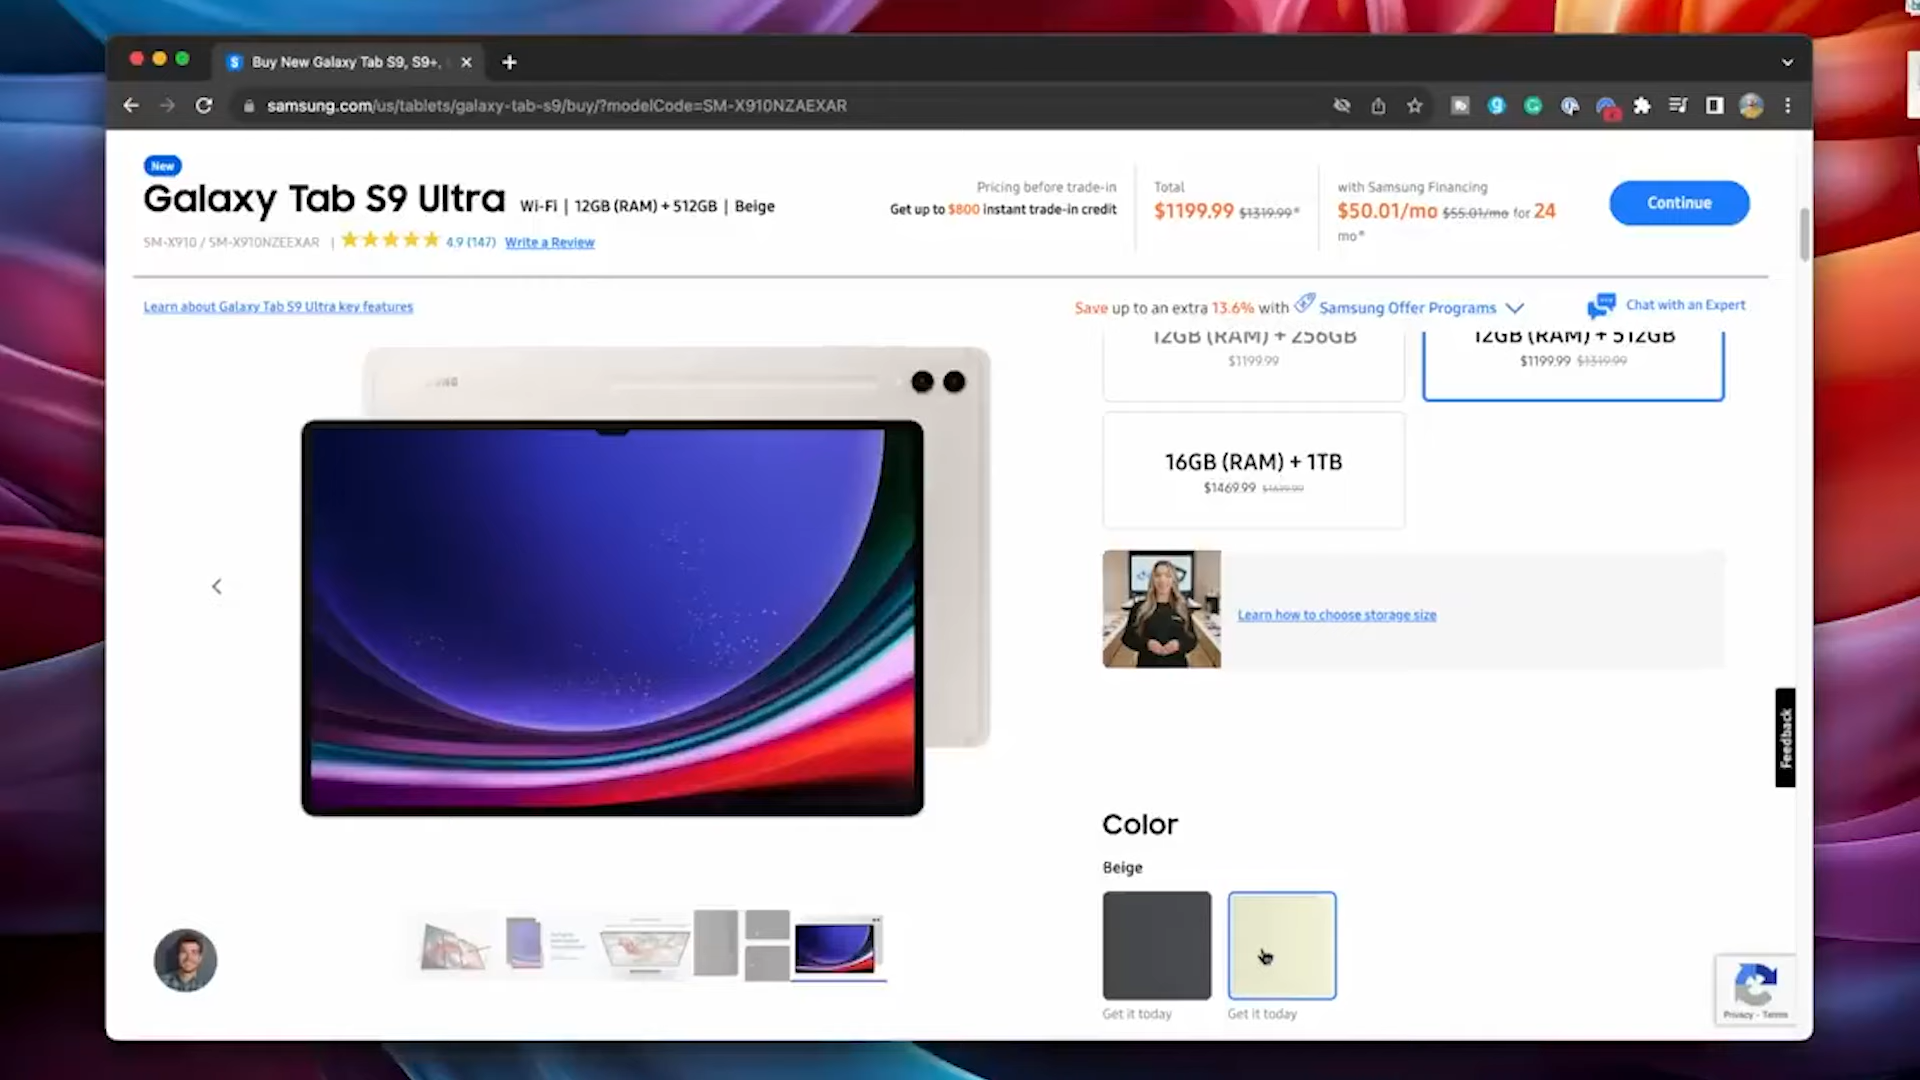 Buy New Galaxy Tab S9, S9+,
samsung.com/us/tablets/galaxy-tab-s9/buy/?modelCode=SM-X910NZAEXAR
New
Galaxy Tab S9 Ultra Wi-Fi | 12GB (RAM) + 512GB | Beige
SM-X910 / SM-X910NZEEXAR | 4.9 (147) Write a Review
Pricing before trade-in
Get up to $800 instant trade-in credit
Total
$1199.99 $1319.99*
with Samsung Financing
$50.01/mo $55.01/mo for 24
mo*
Continue
Learn about Galaxy Tab S9 Ultra key features
Save up to an extra 13.6% with Samsung Offer Programs
Chat with an Expert
12GB (RAM) + 256GB
$1199.99
12GB (RAM) + 512GB
$1199.99 $1319.99
16GB (RAM) + 1TB
$1469.99
Learn how to choose storage size
Feedback
Color
Beige
Get it today
Get it today
Privacy - Terms